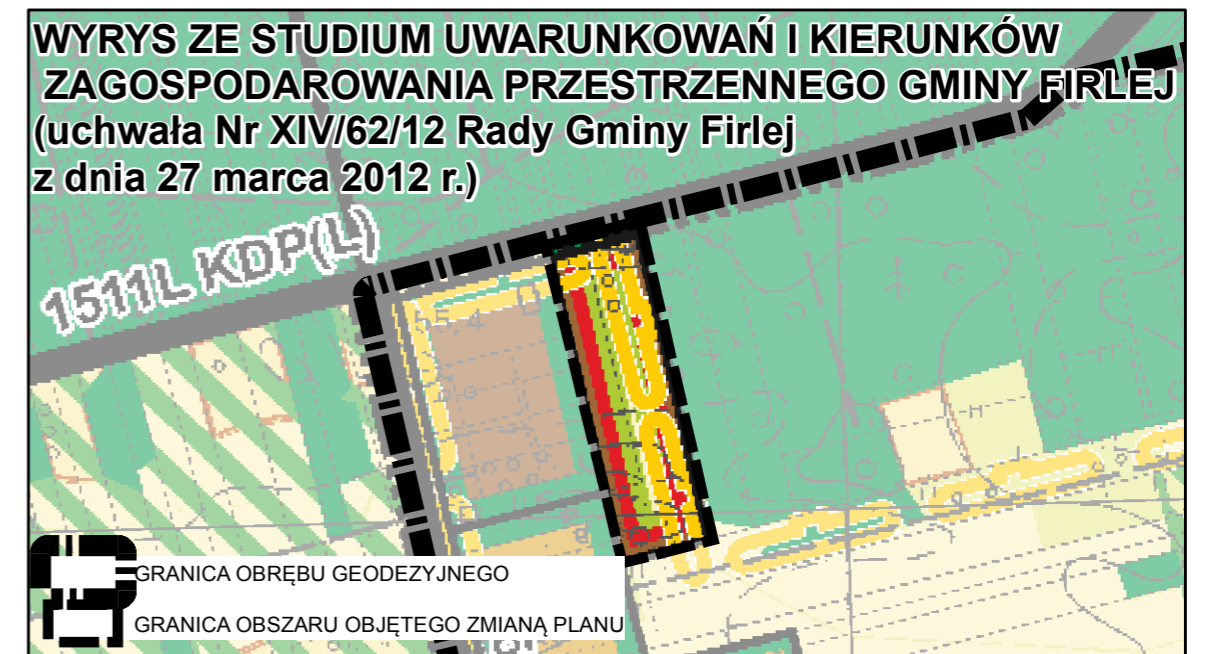 WYRYS ZE STUDIUM UWARUNKOWAŃ I KIERUNKÓW
ZAGOSPODAROWANIA PRZESTRZENNEGO GMINY FIRLEJ
(uchwała Nr XIV/62/12 Rady Gminy Firlej
z dnia 27 marca 2012 r.)
1511L KDP(L)
GRANICA OBRĘBU GEODEZYJNEGO
GRANICA OBSZARU OBJĘTEGO ZMIANĄ PLANU